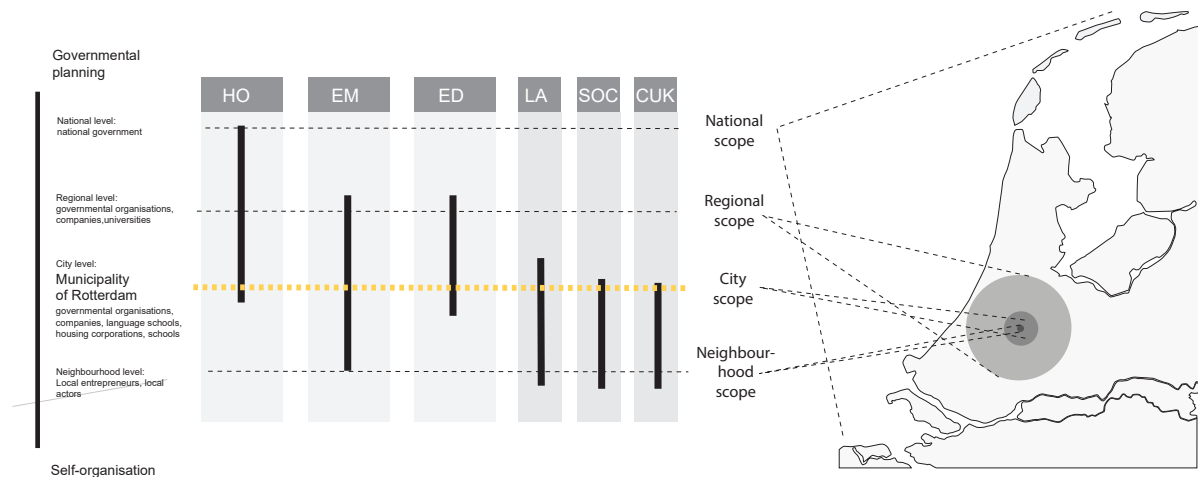 Governmental
planning
HO
EM
ED
LA
SOC
CUK
National level:
national government
Regional level:
governmental organisations,
companies,universities
City level:
Municipality
of Rotterdam
governmental organisations,
companies, language schools,
housing corporations, schools
Neighbourhood level:
Local entrepreneurs, local
actors
Self-organisation
National
scope
Regional
scope
City
scope
Neighbour-
hood
scope